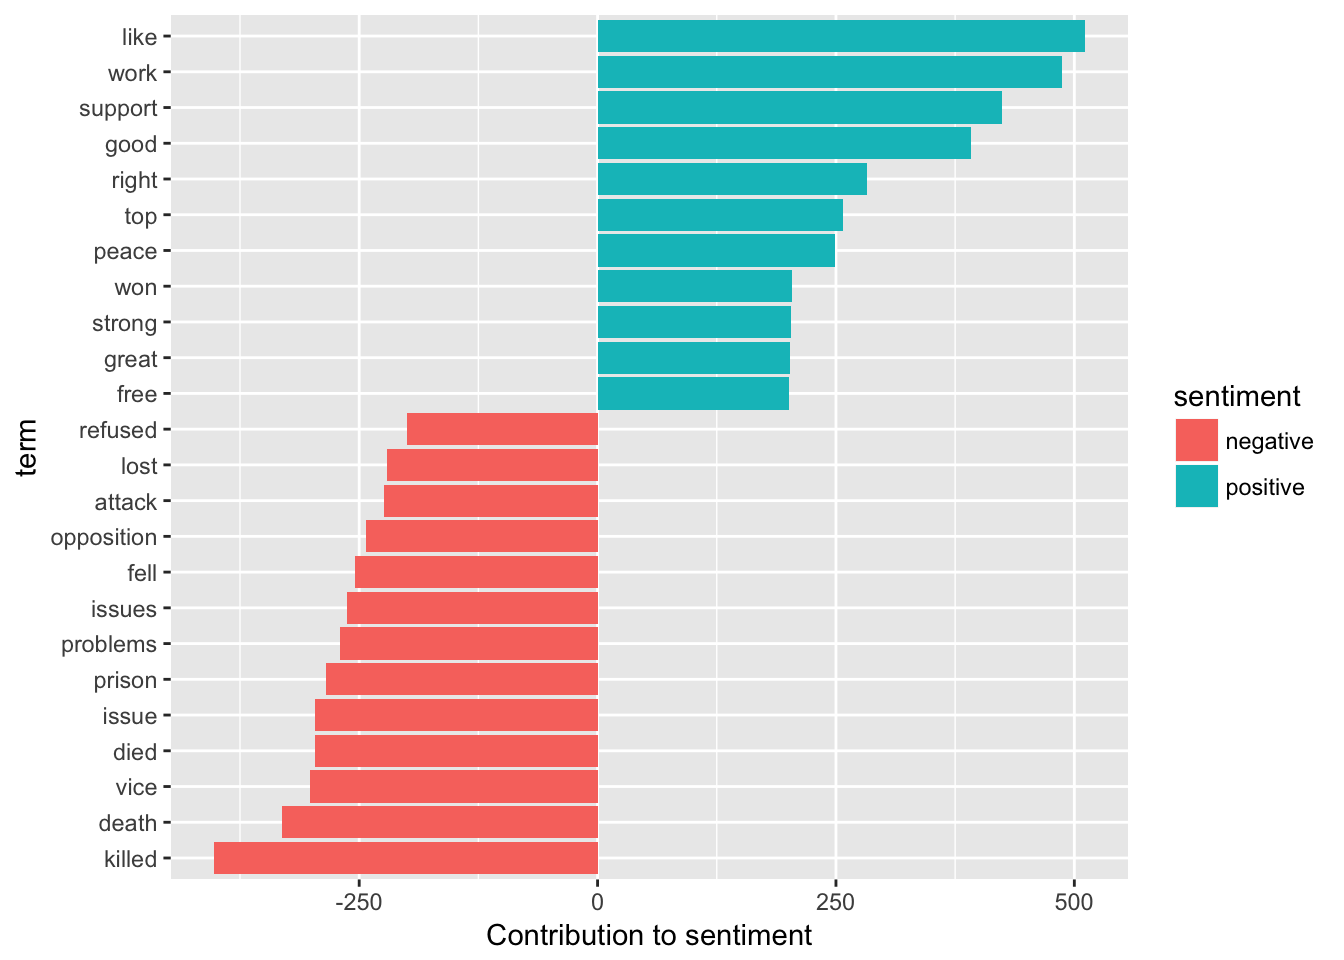 like
work
support
good
right
top
peace
won
strong
great
free
refused
lost
attack
opposition
fell
issues
problems
prison
issue
died
vice
death
killed
term
-250 0 250 500
Contribution to sentiment
sentiment
negative
positive